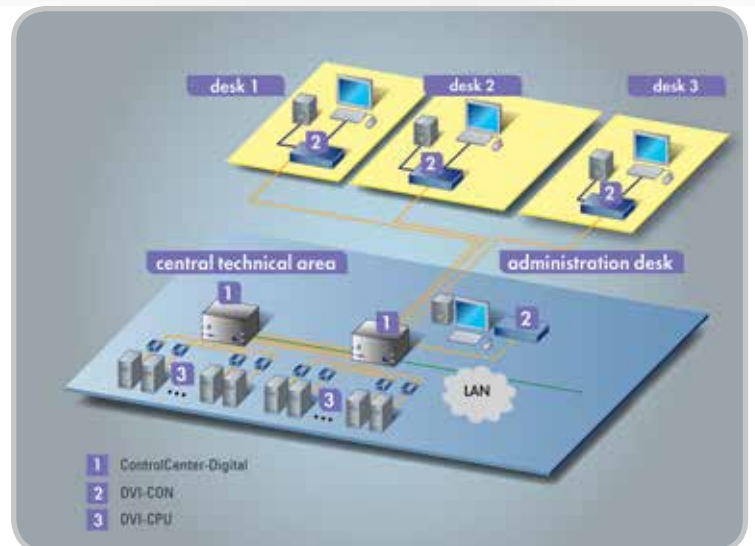 desk 1
desk 2
desk 3
2
2
2
central technical area
administration desk
1
1
2
3
3
LAN
1 ControlCenter-Digital
2 DVI-CON
3 DVI-CPU